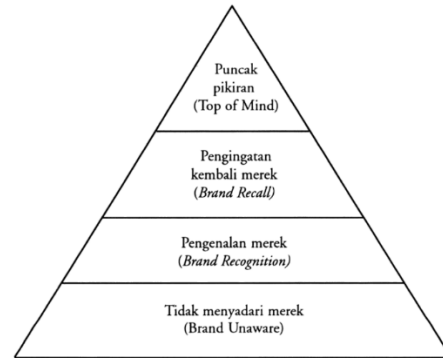 Puncak
pikiran
(Top of Mind)
Pengingatan
kembali merek
(Brand Recall)
Pengenalan merek
(Brand Recognition)
Tidak menyadari merek
(Brand Unaware)